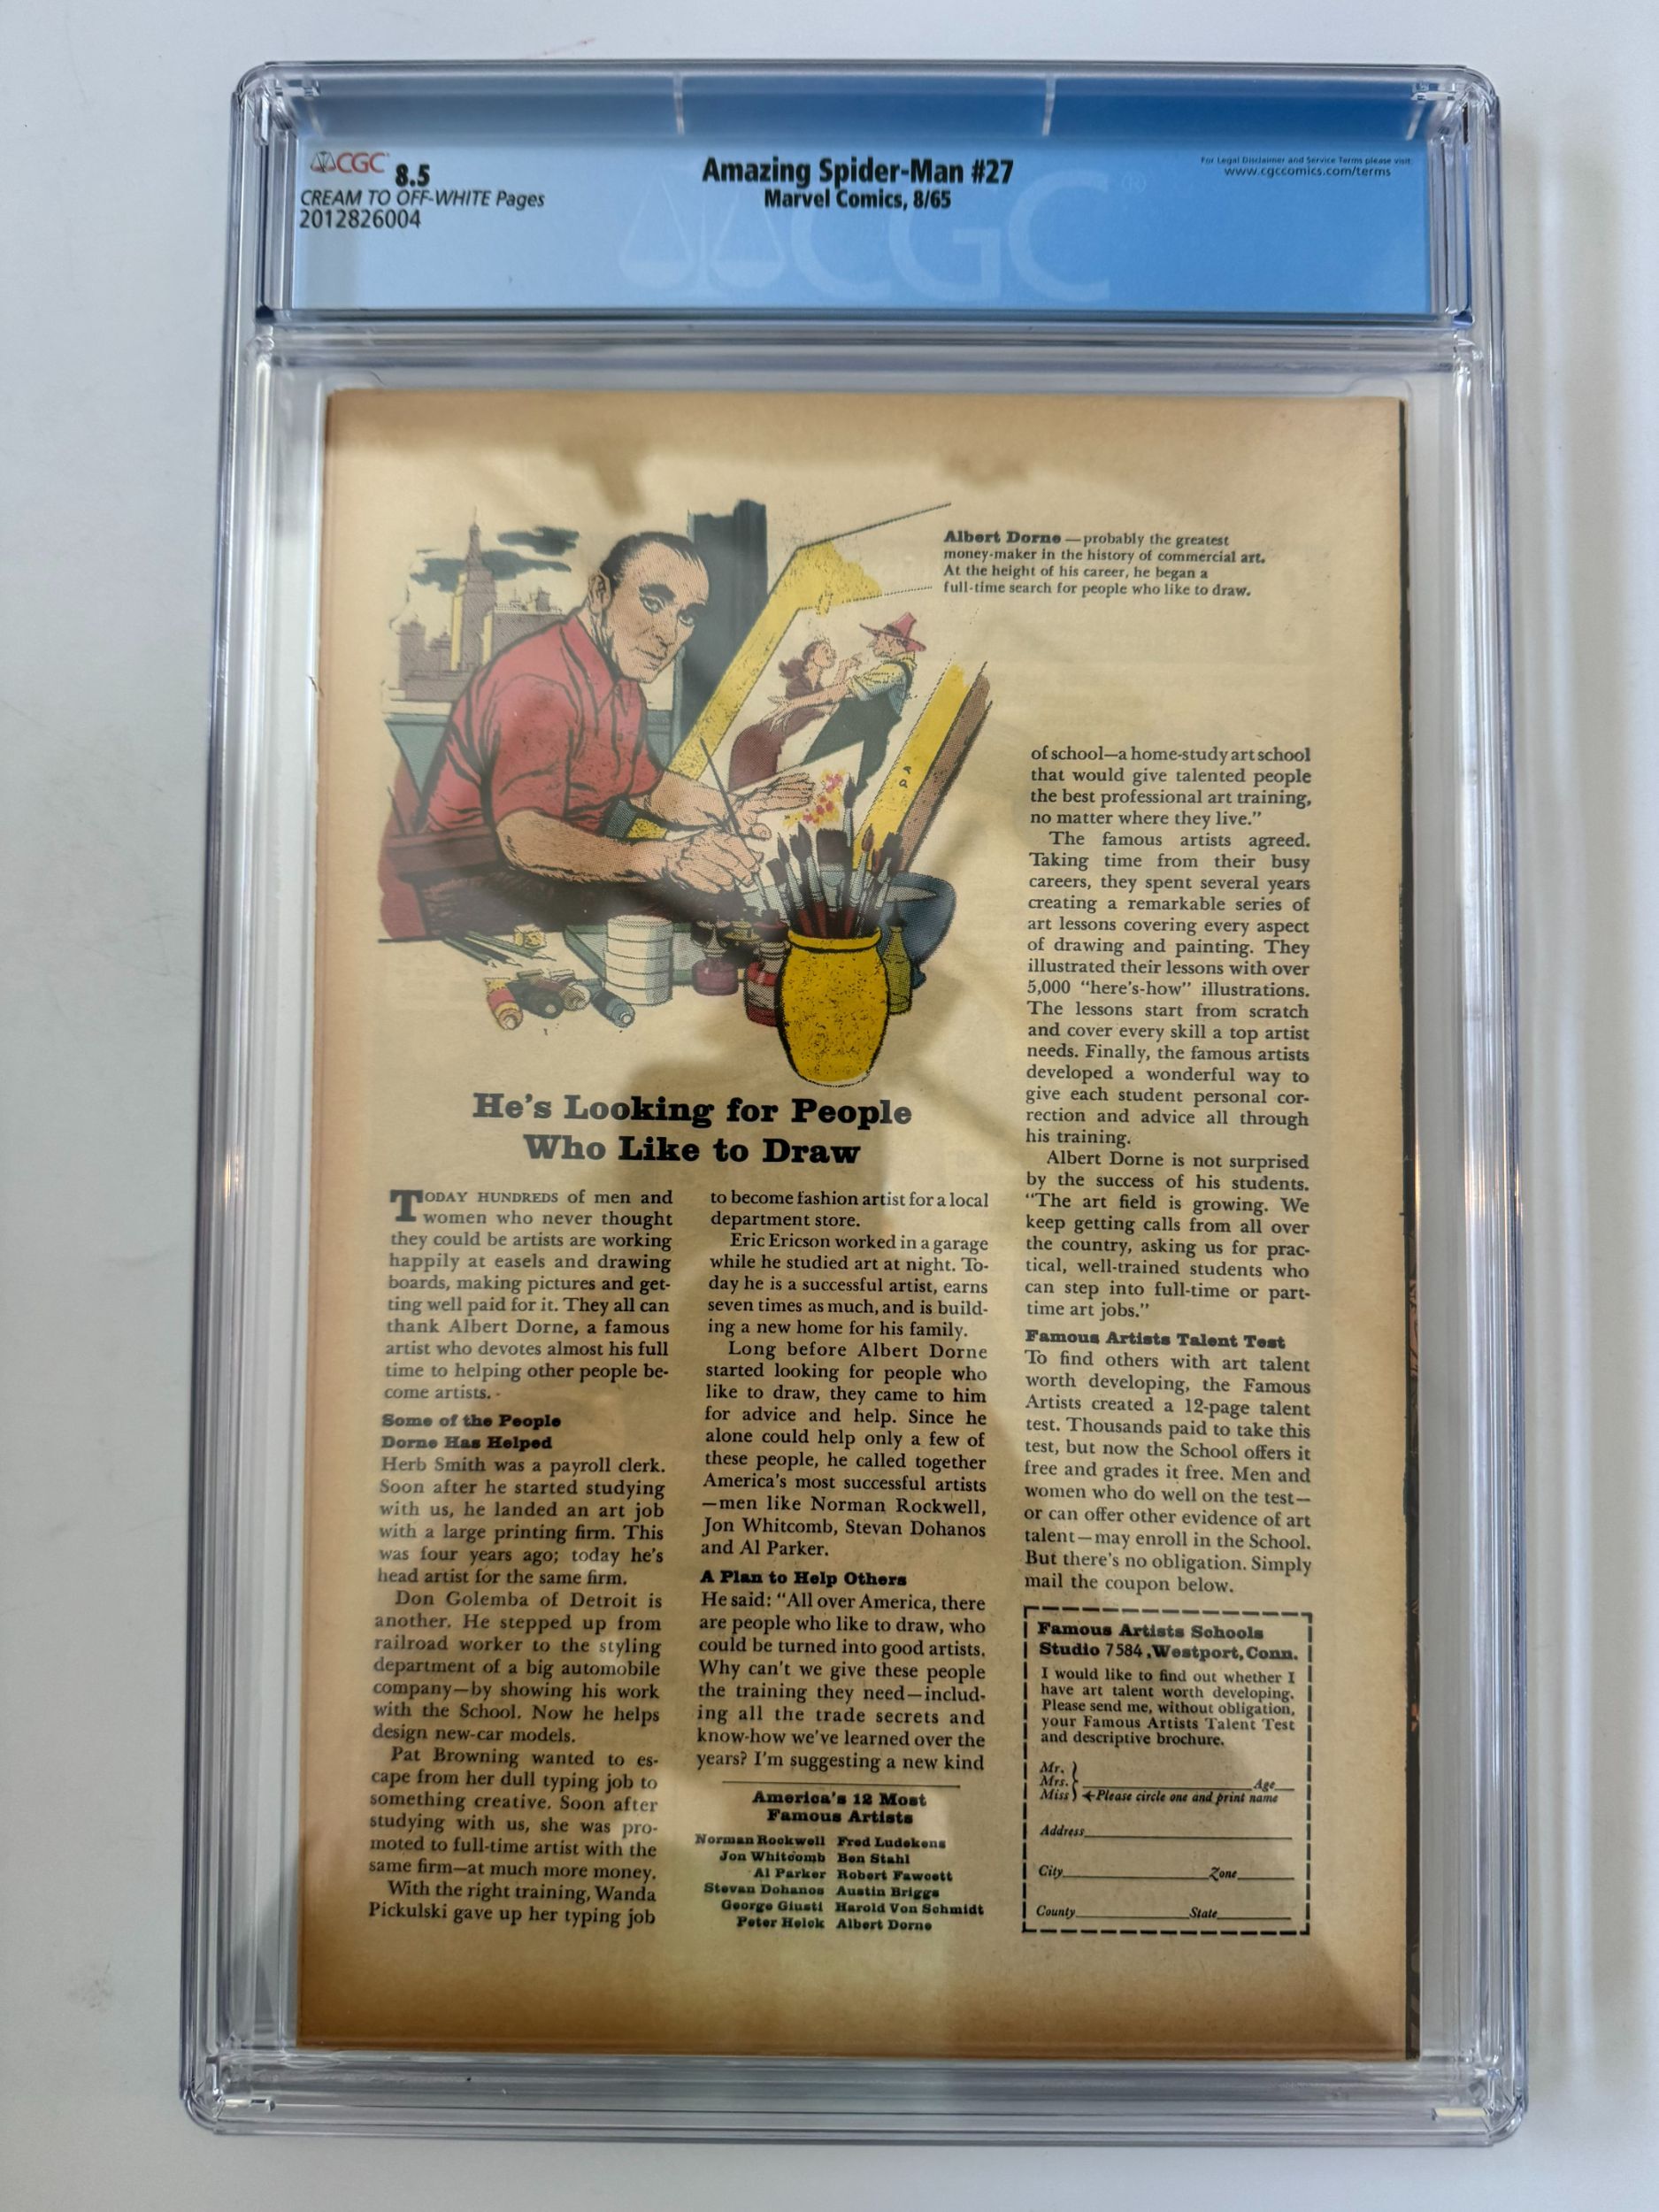 CGC 8.5
CREAM TO OFF-WHITE Pages
2012826004
Amazing Spider-Man #27
Marvel Comics, 8/65
For Legal Disclaimer and Service Terms please visit:
www.cgccomics.com/terms
CGC
Albert Dorne—probably the greatest
money-maker in the history of commercial art.
At the height of his career, he began a
full-time search for people who like to draw.
He's Looking for People
Who Like to Draw
TODAY HUNDREDS of men and
women who never thought
they could be artists are working
happily at easels and drawing
boards, making pictures and get-
ting well paid for it. They all can
thank Albert Dorne, a famous
artist who devotes almost his full
time to helping other people be-
come artists.
Some of the People
Dorne Has Helped
Herb Smith was a payroll clerk.
Soon after he started studying
with us, he landed an art job
with a large printing firm. This
was four years ago; today he's
head artist for the same firm.
Don Golemba of Detroit is
another. He stepped up from
railroad worker to the styling
department of a big automobile
company—by showing his work
with the School. Now he helps
design new-car models.
Pat Browning wanted to es-
cape from her dull typing job to
something creative. Soon after
studying with us, she was pro-
moted to full-time artist with the
same firm—at much more money.
With the right training, Wanda
Pickulski gave up her typing job
to become fashion artist for a local
department store.
Eric Ericson worked in a garage
while he studied art at night. To-
day he is a successful artist, earns
seven times as much, and is build-
ing a new home for his family.
Long before Albert Dorne
started looking for people who
like to draw, they came to him
for advice and help. Since he
alone could help only a few of
these people, he called together
America's most successful artists
—men like Norman Rockwell,
Jon Whitcomb, Stevan Dohanos
and Al Parker.
A Plan to Help Others
He said: "All over America, there
are people who like to draw, who
could be turned into good artists.
Why can't we give these people
the training they need—includ-
ing all the trade secrets and
know-how we've learned over the
years? I'm suggesting a new kind
America's 12 Most
Famous Artists
Norman Rockwell Fred Ludekens
Jon Whitcomb Ben Stahl
Al Parker Robert Fawcett
Stevan Dohanos Austin Briggs
George Giusti Harold Von Schmidt
Peter Helck Albert Dorne
of school—a home-study art school
that would give talented people
the best professional art training,
no matter where they live."
The famous artists agreed.
Taking time from their busy
careers, they spent several years
creating a remarkable series of
art lessons covering every aspect
of drawing and painting. They
illustrated their lessons with over
5,000 "here's-how" illustrations.
The lessons start from scratch
and cover every skill a top artist
needs. Finally, the famous artists
developed a wonderful way to
give each student personal cor-
rection and advice all through
his training.
Albert Dorne is not surprised
by the success of his students.
"The art field is growing. We
keep getting calls from all over
the country, asking us for prac-
tical, well-trained students who
can step into full-time or part-
time art jobs."
Famous Artists Talent Test
To find others with art talent
worth developing, the Famous
Artists created a 12-page talent
test. Thousands paid to take this
test, but now the School offers it
free and grades it free. Men and
women who do well on the test—
or can offer other evidence of art
talent—may enroll in the School.
But there's no obligation. Simply
mail the coupon below.
Famous Artists Schools
Studio 7584, Westport, Conn.
I would like to find out whether I
have art talent worth developing.
Please send me, without obligation,
your Famous Artists Talent Test
and descriptive brochure.
Mr.
Mrs. Age
Miss Please circle one and print name
Address
City Zone
County State